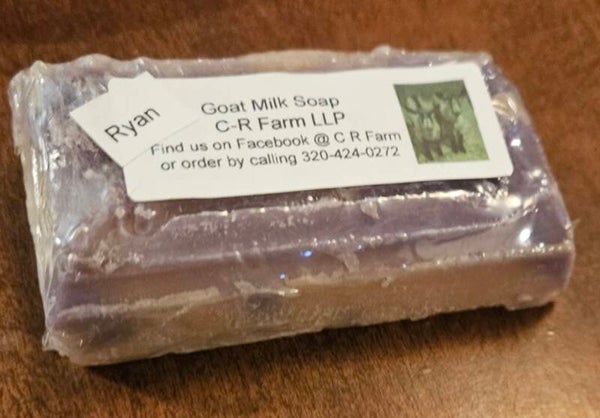 Ryan
Goat Milk Soap
C-R Farm LLP
Find us on Facebook @ C R Farm
or order by calling 320-424-0272